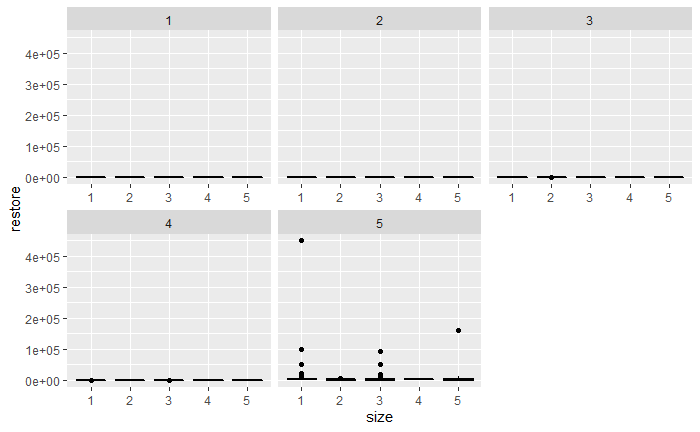 1 2 3
4e+05
3e+05
2e+05
1e+05
0e+00
1 2 3 4 5 1 2 3 4 5 1 2 3 4 5
restore
4 5
4e+05
3e+05
2e+05
1e+05
0e+00
1 2 3 4 5 1 2 3 4 5
size